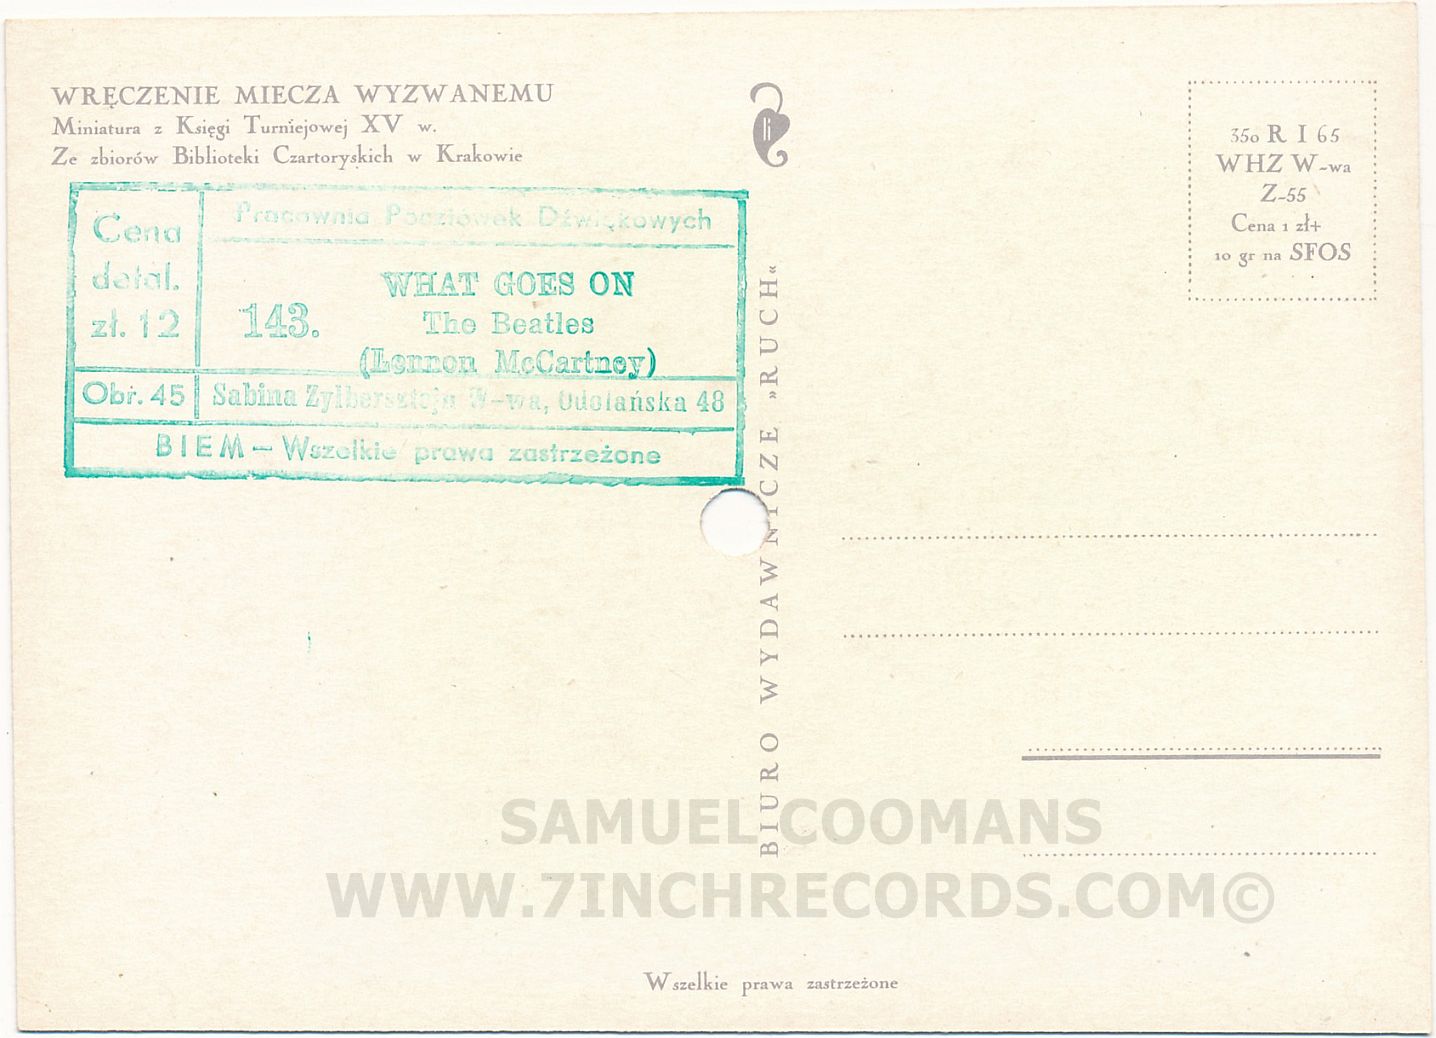 WRĘCZENIE MIECZA WYZWANEMU
Miniatura z Księgi Turniejowej XV w.
Ze zbiorów Biblioteki Czartoryskich w Krakowie
Cena
detal.
zł. 12
Pracownia Pocztówek Dźwiękowych
143.
WHAT GOES ON
The Beatles
(Lennon McCartney)
Obr. 45
Sabina Zylbersztejn W-wa, Odolańska 48
BIEM – Wszelkie prawa zastrzeżone
BIURO WYDAWNICZE »RUCH«
350 R I 65
WHZ W-wa
Z-55
Cena 1 zł+
10 gr na SFOS
SAMUEL COOMANS
WWW.7INCHRECORDS.COM©
Wszelkie prawa zastrzeżone